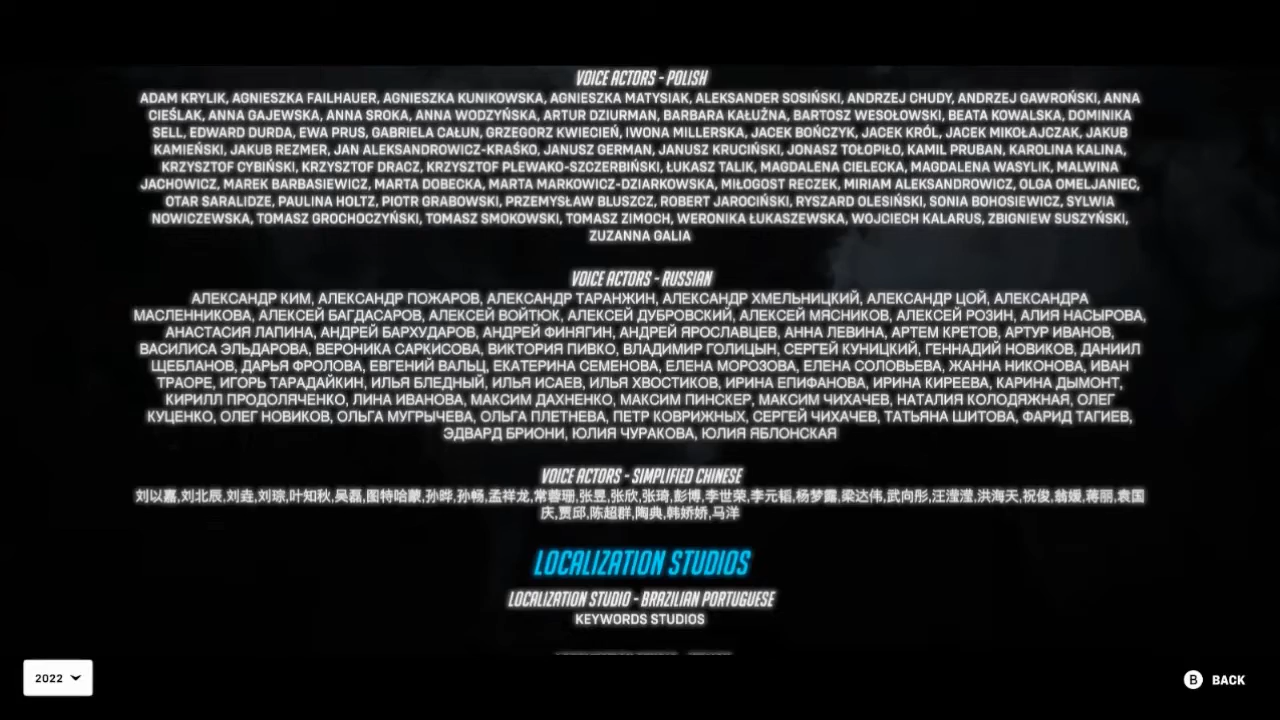 VOICE ACTORS - POLISH
ADAM KRYLIK, AGNIESZKA FAILHAUER, AGNIESZKA KUNIKOWSKA, AGNIESZKA MATYSIAK, ALEKSANDER SOSIŃSKI, ANDRZEJ CHUDY, ANDRZEJ GAWROŃSKI, ANNA
CIEŚLAK, ANNA GAJEWSKA, ANNA SROKA, ANNA WODZYŃSKA, ARTUR DZIURMAN, BARBARA KAŁUŻNA, BARTOSZ WESOŁOWSKI, BEATA KOWALSKA, DOMINIKA
SELL, EDWARD DURDA, EWA PRUS, GABRIELA CAŁUN, GRZEGORZ KWIECIEŃ, IWONA MILLERSKA, JACEK BOŃCZYK, JACEK KRÓL, JACEK MIKOŁAJCZAK, JAKUB
KAMIEŃSKI, JAKUB REZMER, JAN ALEKSANDROWICZ-KRAŚKO, JANUSZ GERMAN, JANUSZ KRUCIŃSKI, JONASZ TOŁOPIŁO, KAMIL PRUBAN, KAROLINA KALINA,
KRZYSZTOF CYBIŃSKI, KRZYSZTOF DRACZ, KRZYSZTOF PLEWAKO-SZCZERBIŃSKI, ŁUKASZ TALIK, MAGDALENA CIELECKA, MAGDALENA WASYLIK, MALWINA
JACHOWICZ, MAREK BARBASIEWICZ, MARTA DOBECKA, MARTA MARKOWICZ-DZIARKOWSKA, MIŁOGOST RECZEK, MIRIAM ALEKSANDROWICZ, OLGA OMELJANIEC,
OTAR SARALIDZE, PAULINA HOLTZ, PIOTR GRABOWSKI, PRZEMYSŁAW BLUSZCZ, ROBERT JAROCIŃSKI, RYSZARD OLESIŃSKI, SONIA BOHOSIEWICZ, SYLWIA
NOWICZEWSKA, TOMASZ GROCHOCZYŃSKI, TOMASZ SMOKOWSKI, TOMASZ ZIMOCH, WERONIKA ŁUKASZEWSKA, WOJCIECH KALARUS, ZBIGNIEW SUSZYŃSKI,
ZUZANNA GALIA
VOICE ACTORS - RUSSIAN
АЛЕКСАНДР КИМ, АЛЕКСАНДР ПОЖАРОВ, АЛЕКСАНДР ТАРАНЖИН, АЛЕКСАНДР ХМЕЛЬНИЦКИЙ, АЛЕКСАНДР ЦОЙ, АЛЕКСАНДРА
МАСЛЕННИКОВА, АЛЕКСЕЙ БАГДАСАРОВ, АЛЕКСЕЙ ВОЙТЮК, АЛЕКСЕЙ ДУБРОВСКИЙ, АЛЕКСЕЙ МЯСНИКОВ, АЛЕКСЕЙ РОЗИН, АЛИЯ НАСЫРОВА,
АНАСТАСИЯ ЛАПИНА, АНДРЕЙ БАРХУДАРОВ, АНДРЕЙ ФИНЯГИН, АНДРЕЙ ЯРОСЛАВЦЕВ, АННА ЛЕВИНА, АРТЕМ КРЕТОВ, АРТУР ИВАНОВ,
ВАСИЛИСА ЭЛЬДАРОВА, ВЕРОНИКА САРКИСОВА, ВИКТОРИЯ ПИВКО, ВЛАДИМИР ГОЛИЦЫН, СЕРГЕЙ КУНИЦКИЙ, ГЕННАДИЙ НОВИКОВ, ДАНИИЛ
ЩЕБЛАНОВ, ДАРЬЯ ФРОЛОВА, ЕВГЕНИЙ ВАЛЬЦ, ЕКАТЕРИНА СЕМЕНОВА, ЕЛЕНА МОРОЗОВА, ЕЛЕНА СОЛОВЬЕВА, ЖАННА НИКОНОВА, ИВАН
ТРАОРЕ, ИГОРЬ ТАРАДАЙКИН, ИЛЬЯ БЛЕДНЫЙ, ИЛЬЯ ИСАЕВ, ИЛЬЯ ХВОСТИКОВ, ИРИНА ЕПИФАНОВА, ИРИНА КИРЕЕВА, КАРИНА ДЫМОНТ,
КИРИЛЛ ПРОДОЛЯЧЕНКО, ЛИНА ИВАНОВА, МАКСИМ ДАХНЕНКО, МАКСИМ ПИНСКЕР, МАКСИМ ЧИХАЧЕВ, НАТАЛИЯ КОЛОДЯЖНАЯ, ОЛЕГ
КУЦЕНКО, ОЛЕГ НОВИКОВ, ОЛЬГА МУГРЫЧЕВА, ОЛЬГА ПЛЕТНЕВА, ПЕТР КОВРИЖНЫХ, СЕРГЕЙ ЧИХАЧЕВ, ТАТЬЯНА ШИТОВА, ФАРИД ТАГИЕВ,
ЭДВАРД БРИОНИ, ЮЛИЯ ЧУРАКОВА, ЮЛИЯ ЯБЛОНСКАЯ
VOICE ACTORS - SIMPLIFIED CHINESE
刘以嘉,刘北辰,刘垚,刘琮,叶知秋,吴磊,图特哈蒙,孙晔,孙畅,孟祥龙,常蓉珊,张昱,张欣,张琦,彭博,李世荣,李元韬,杨梦露,梁达伟,武向彤,汪滢滢,洪海天,祝俊,翁媛,蒋丽,袁国
庆,贾邱,陈超群,陶典,韩娇娇,马洋
LOCALIZATION STUDIOS
LOCALIZATION STUDIO - BRAZILIAN PORTUGUESE
KEYWORDS STUDIOS
2022
B BACK